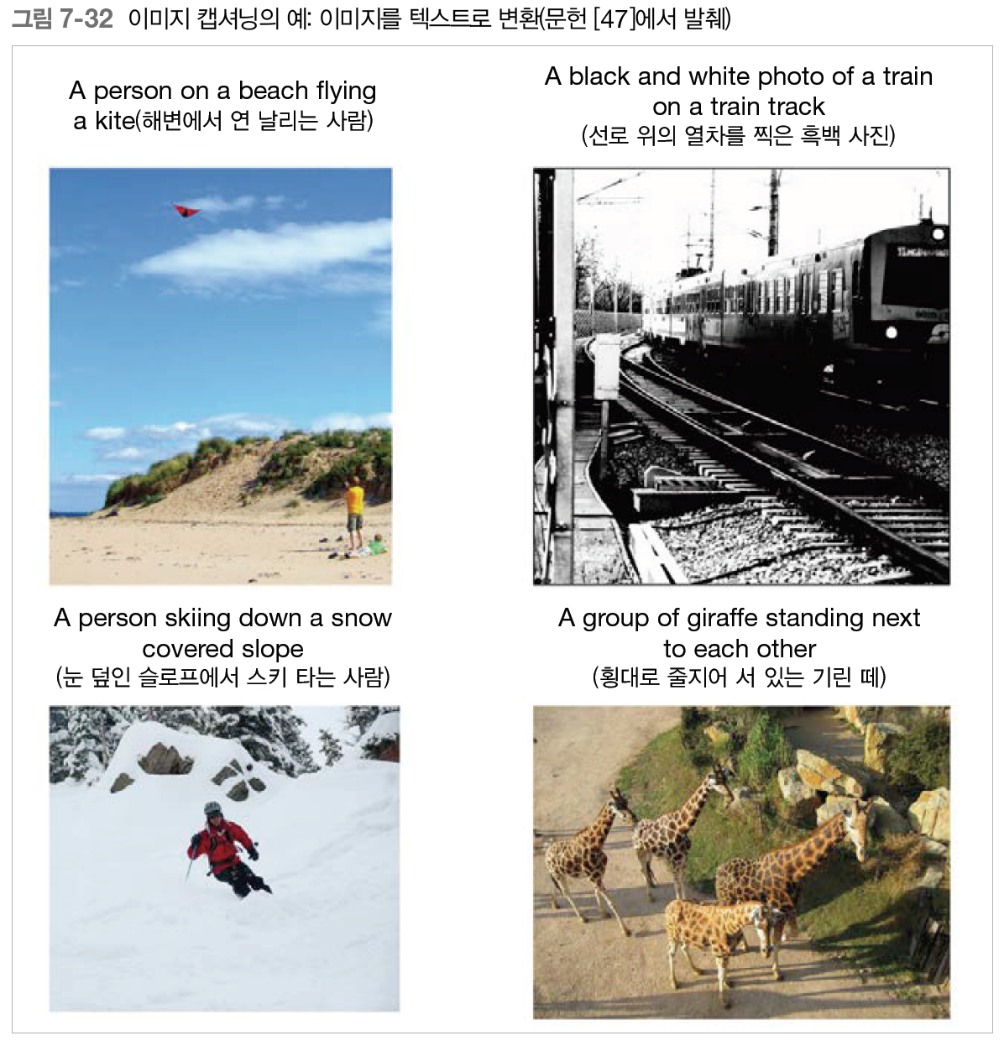 그림 7-32 이미지 캡셔닝의 예: 이미지를 텍스트로 변환(문헌 [47]에서 발췌)
A person on a beach flying
a kite(해변에서 연 날리는 사람)
A black and white photo of a train
on a train track
(선로 위의 열차를 찍은 흑백 사진)
A person skiing down a snow
covered slope
(눈 덮인 슬로프에서 스키 타는 사람)
A group of giraffe standing next
to each other
(횡대로 줄지어 서 있는 기린 떼)